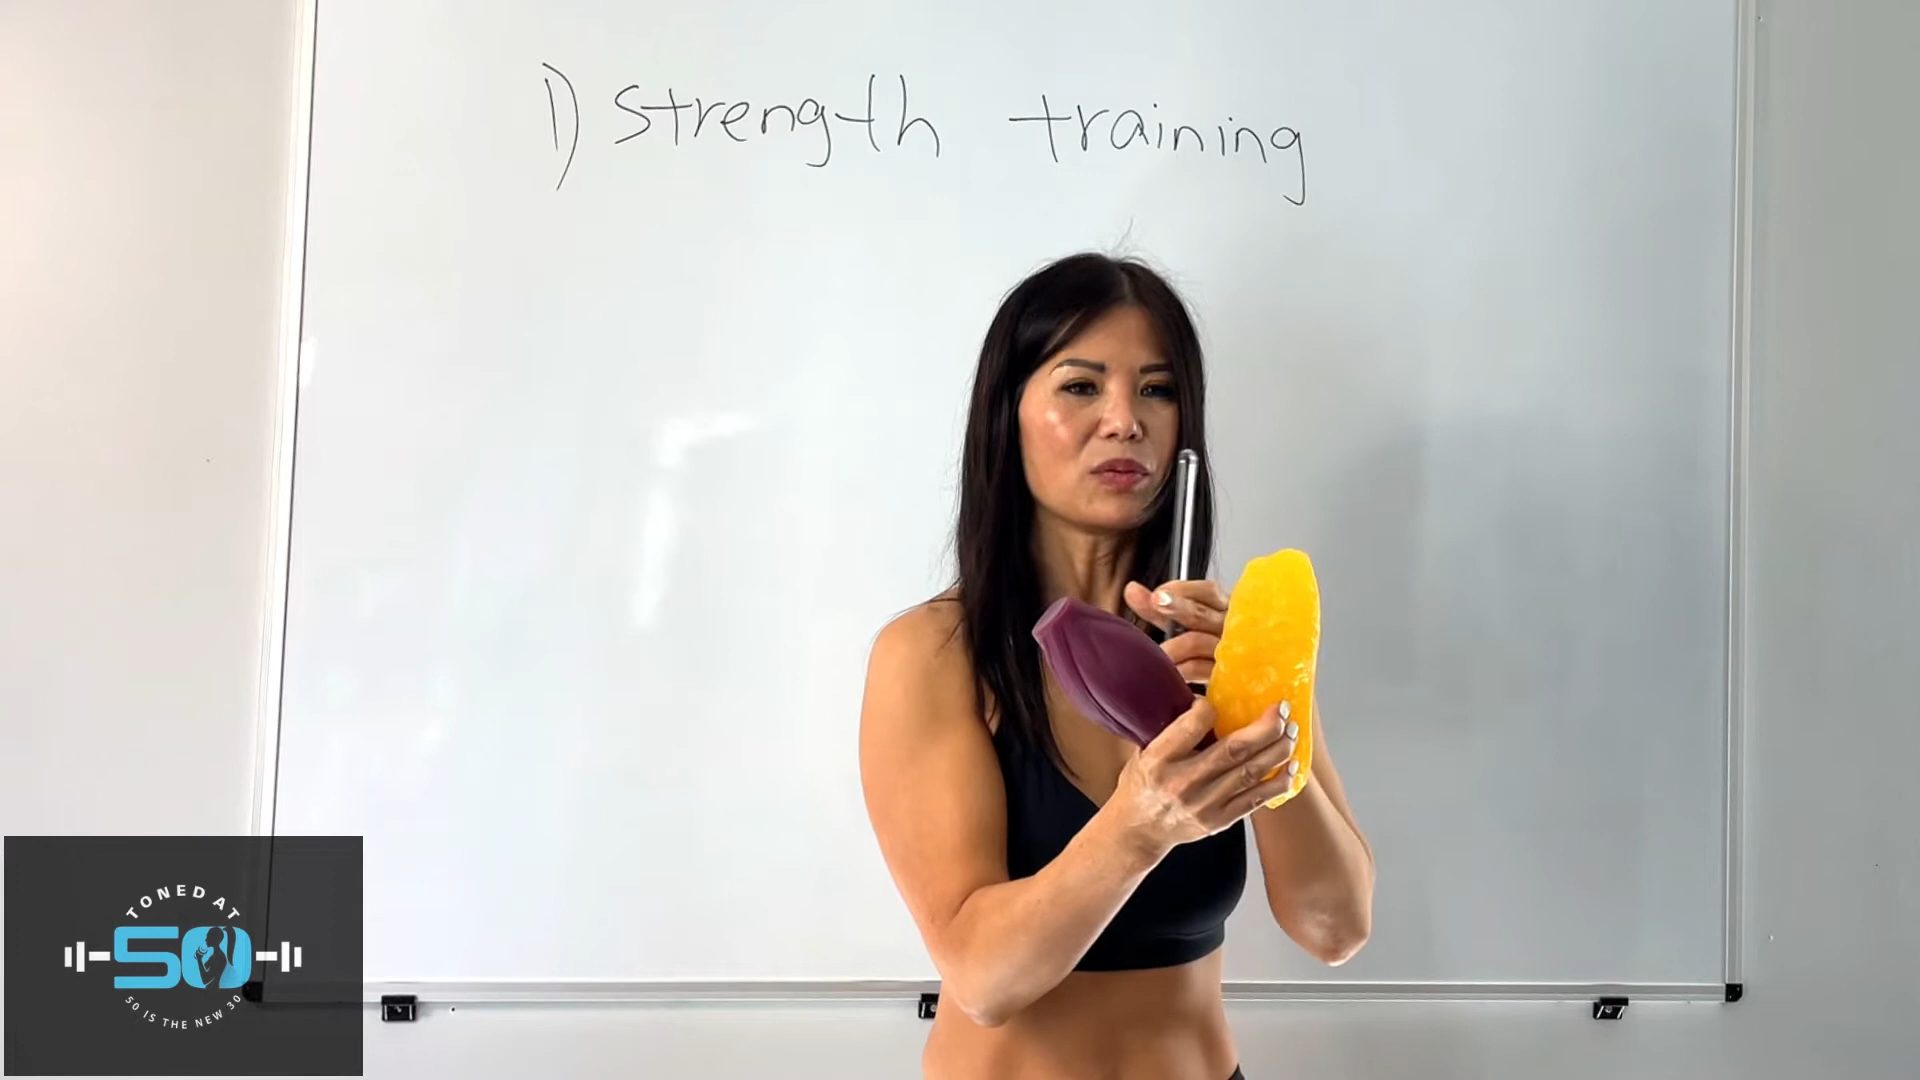 1) strength training
TONED AT
50
50 IS THE NEW 30